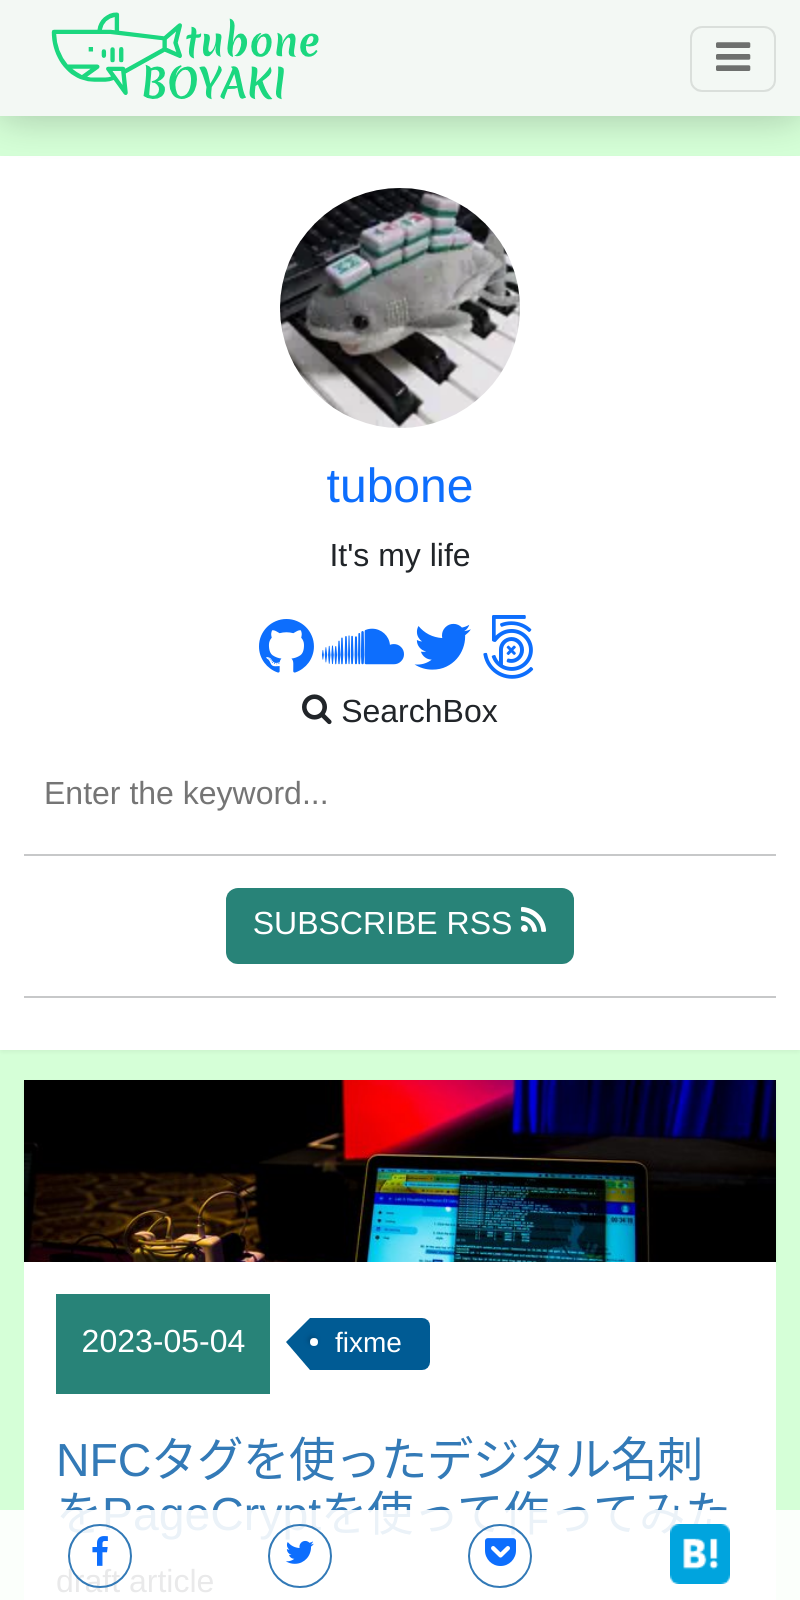 tubone
BOYAKI
tubone
It's my life
SearchBox
Enter the keyword...
SUBSCRIBE RSS
2023-05-04
fixme
NFCタグを使ったデジタル名刺
をPageCryptを使って作ってみた
draft article
B!